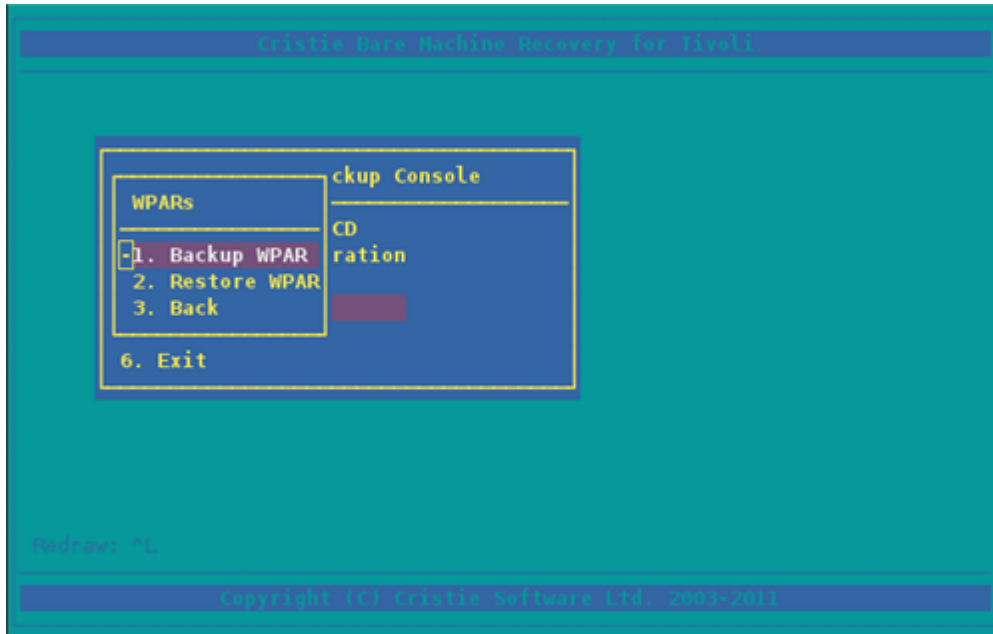 Cristie Bare Machine Recovery for Tivoli
ckup Console
WPARs
CD
-1. Backup WPAR
ration
2. Restore WPAR
3. Back
6. Exit
Redraw: ^L
Copyright (C) Cristie Software Ltd. 2003-2011